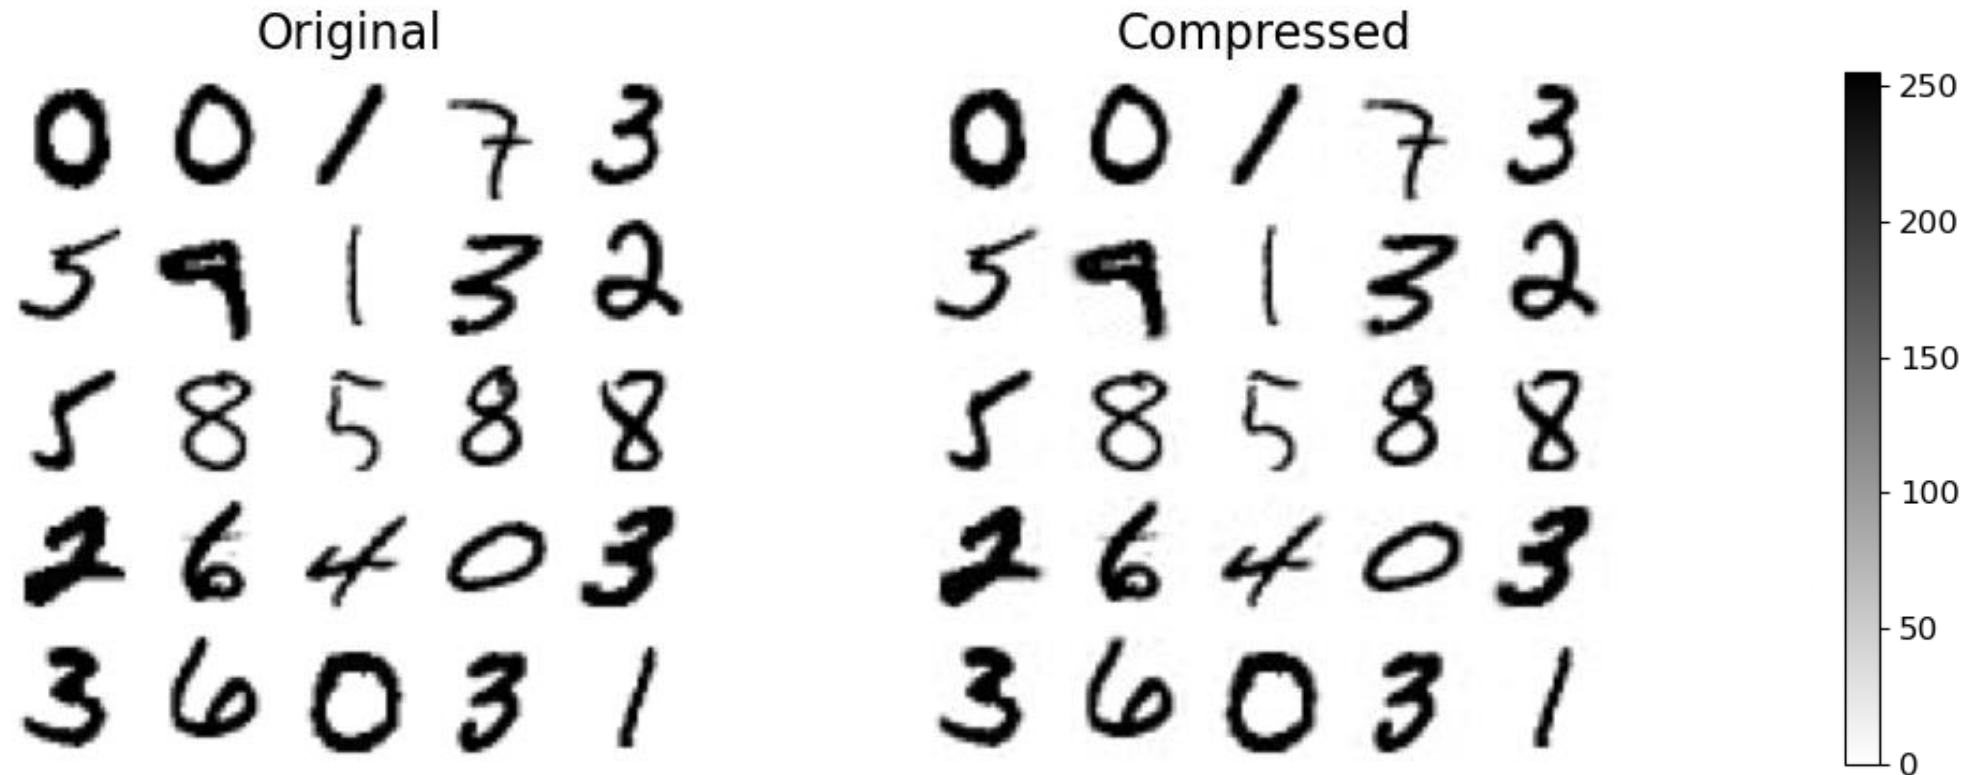 Original Compressed
0 0 1 7 3 0 0 1 7 3
5 9 1 3 2 5 9 1 3 2
5 8 5 8 8 5 8 5 8 8
2 6 4 0 3 2 6 4 0 3
3 6 0 3 1 3 6 0 3 1
250
200
150
100
50
0